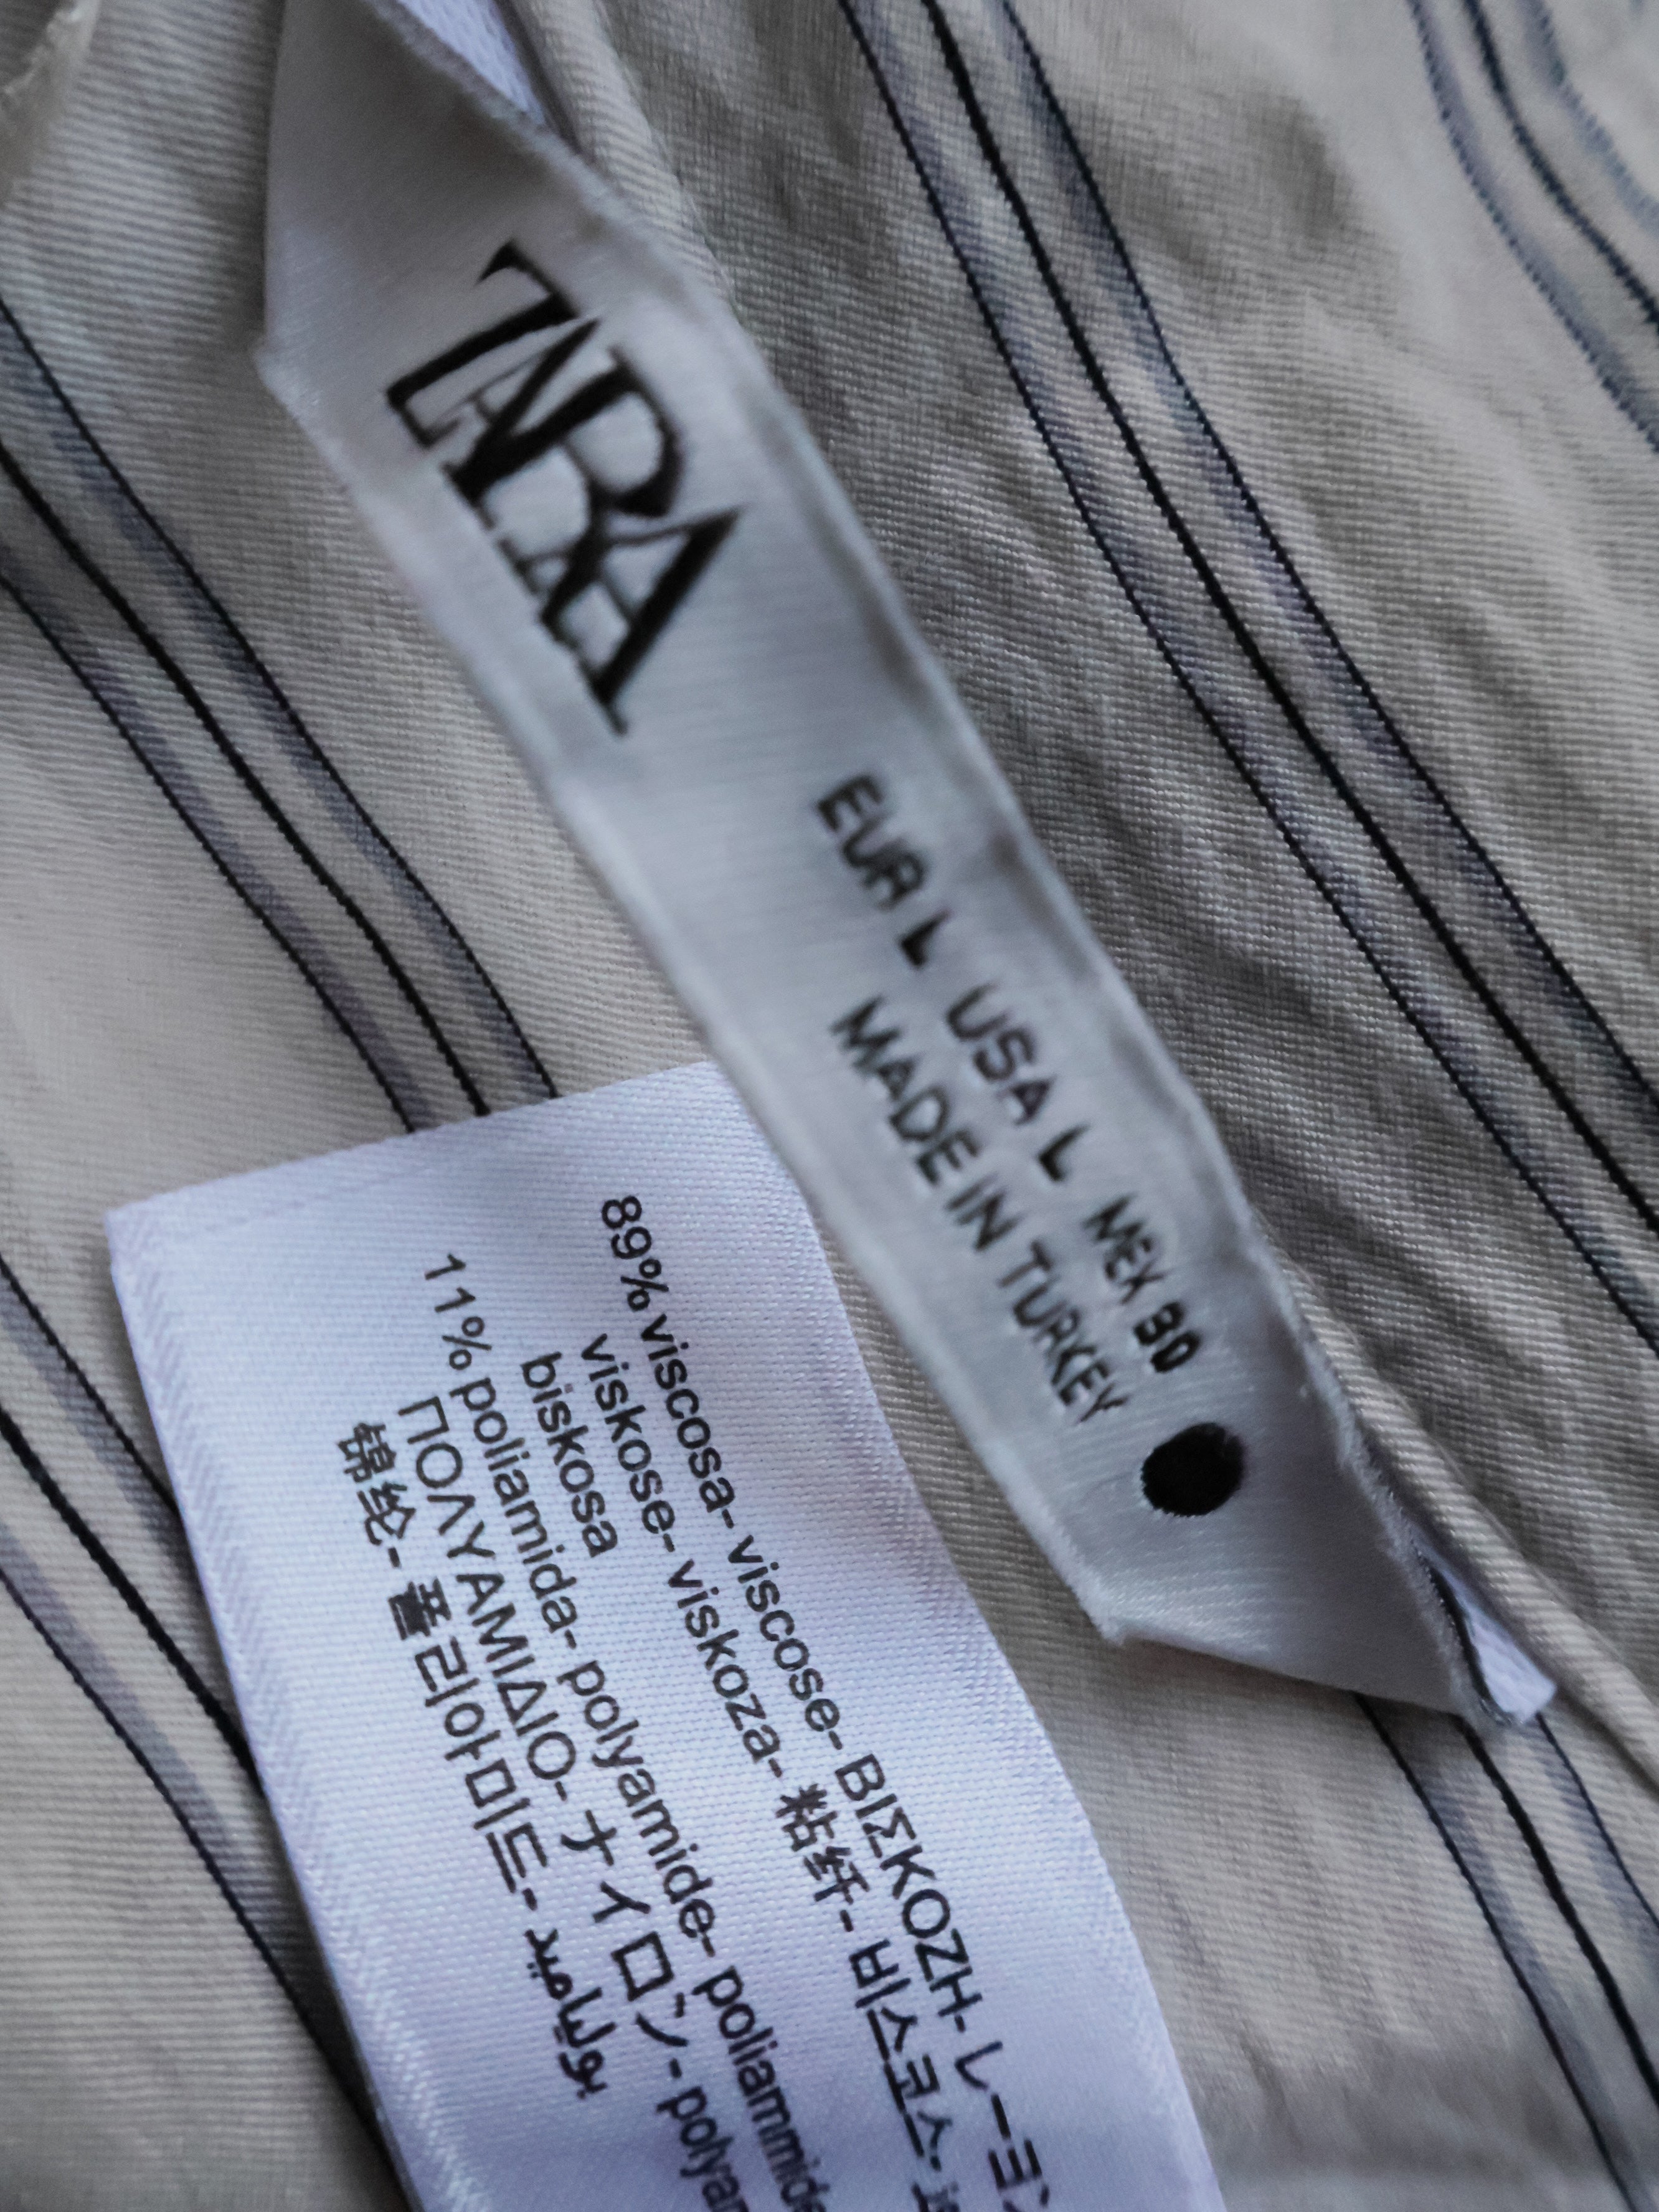 ZARA
EUR L USA L MEX 30
MADE IN TURKEY
89% viscosa- viscose- ΒΙΣΚΟΖΗ- レーヨン
viskose- viskoza- 粘纤- 비스코스-
biskosa
11% poliamida- polyamide- poliammide
ΠΟΛΥΑΜΙΔΙΟ- ナイロン- polyam
锦纶- 폴리아미드- بوليأميد